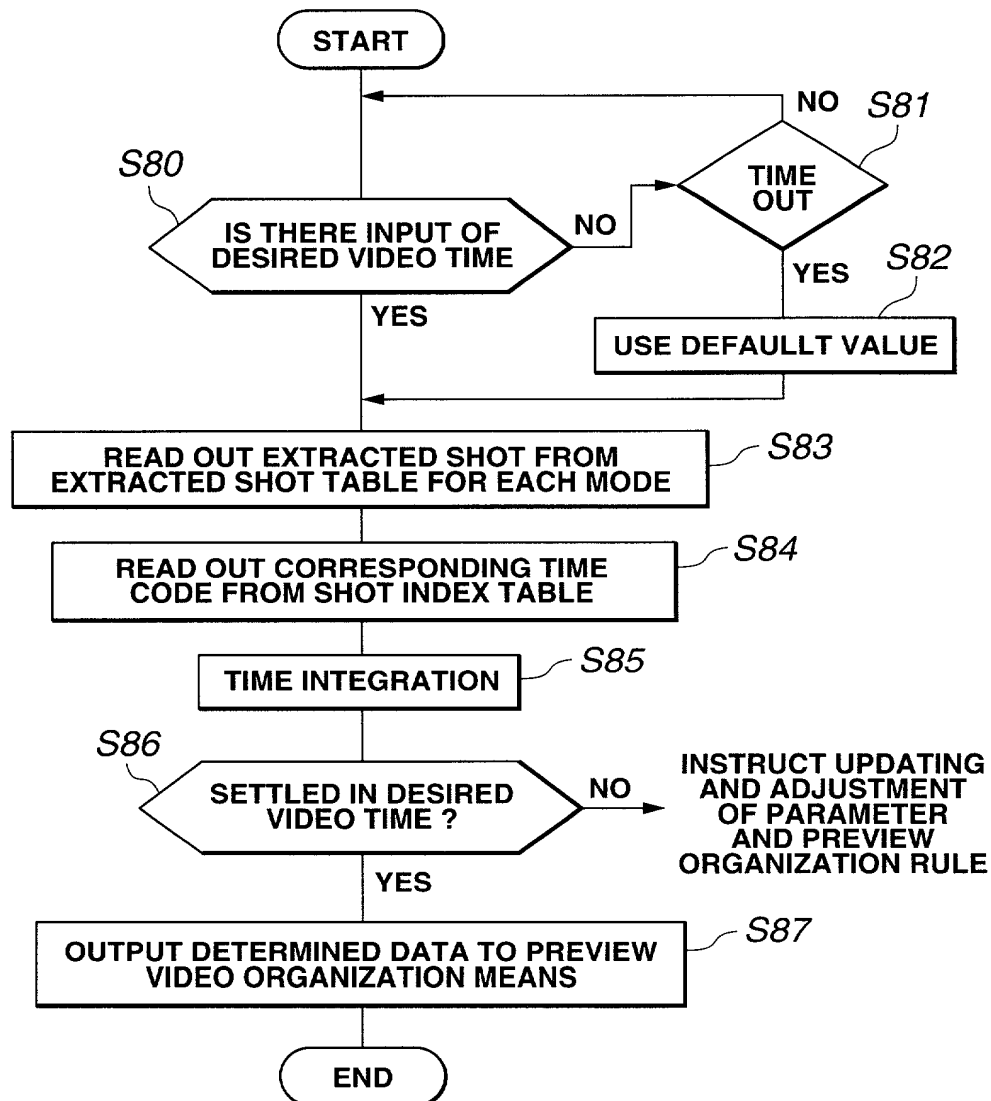 START
NO
S81
S80
TIME
OUT
IS THERE INPUT OF
DESIRED VIDEO TIME
NO
YES
S82
YES
USE DEFAULLT VALUE
READ OUT EXTRACTED SHOT FROM
EXTRACTED SHOT TABLE FOR EACH MODE
S83
READ OUT CORRESPONDING TIME
CODE FROM SHOT INDEX TABLE
S84
TIME INTEGRATION
S85
S86
SETTLED IN DESIRED
VIDEO TIME ?
NO
INSTRUCT UPDATING
AND ADJUSTMENT
OF PARAMETER
AND PREVIEW
ORGANIZATION RULE
YES
OUTPUT DETERMINED DATA TO PREVIEW
VIDEO ORGANIZATION MEANS
S87
END